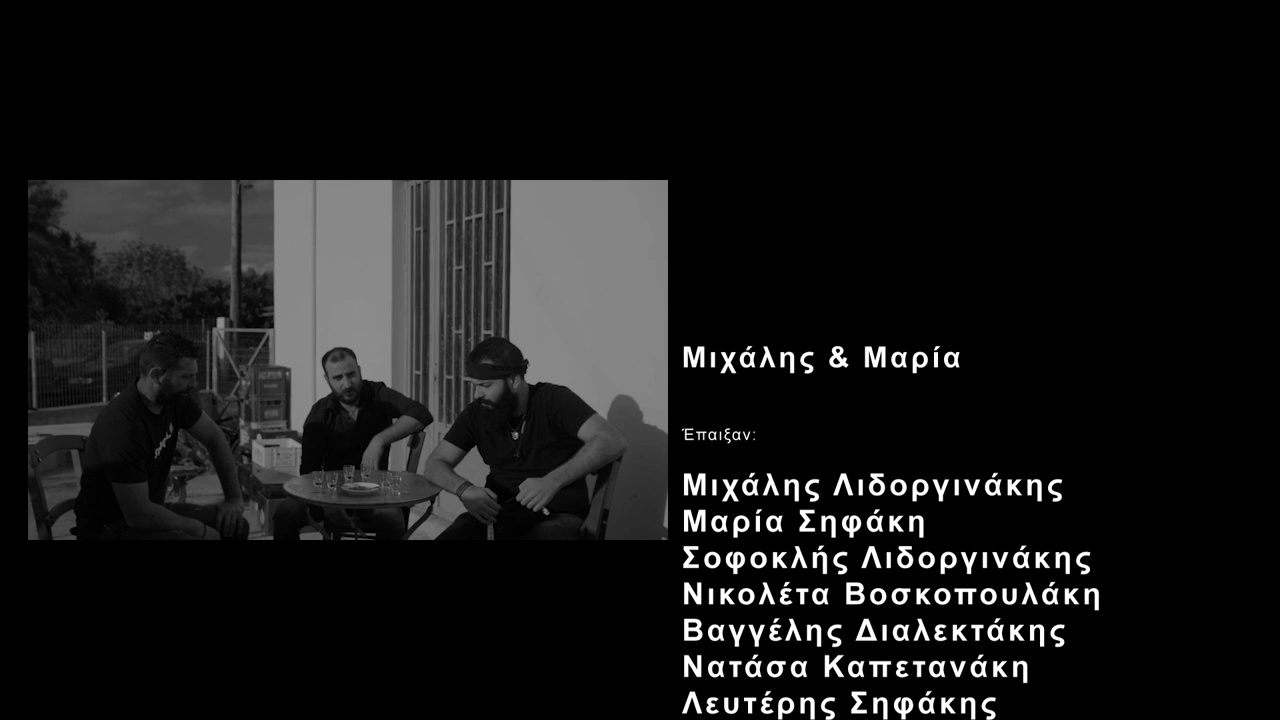 Μιχάλης & Μαρία
Έπαιξαν:
Μιχάλης Λιδοργινάκης
Μαρία Σηφάκη
Σοφοκλής Λιδοργινάκης
Νικολέτα Βοσκοπουλάκη
Βαγγέλης Διαλεκτάκης
Νατάσα Καπετανάκη
Λευτέρης Σηφάκης